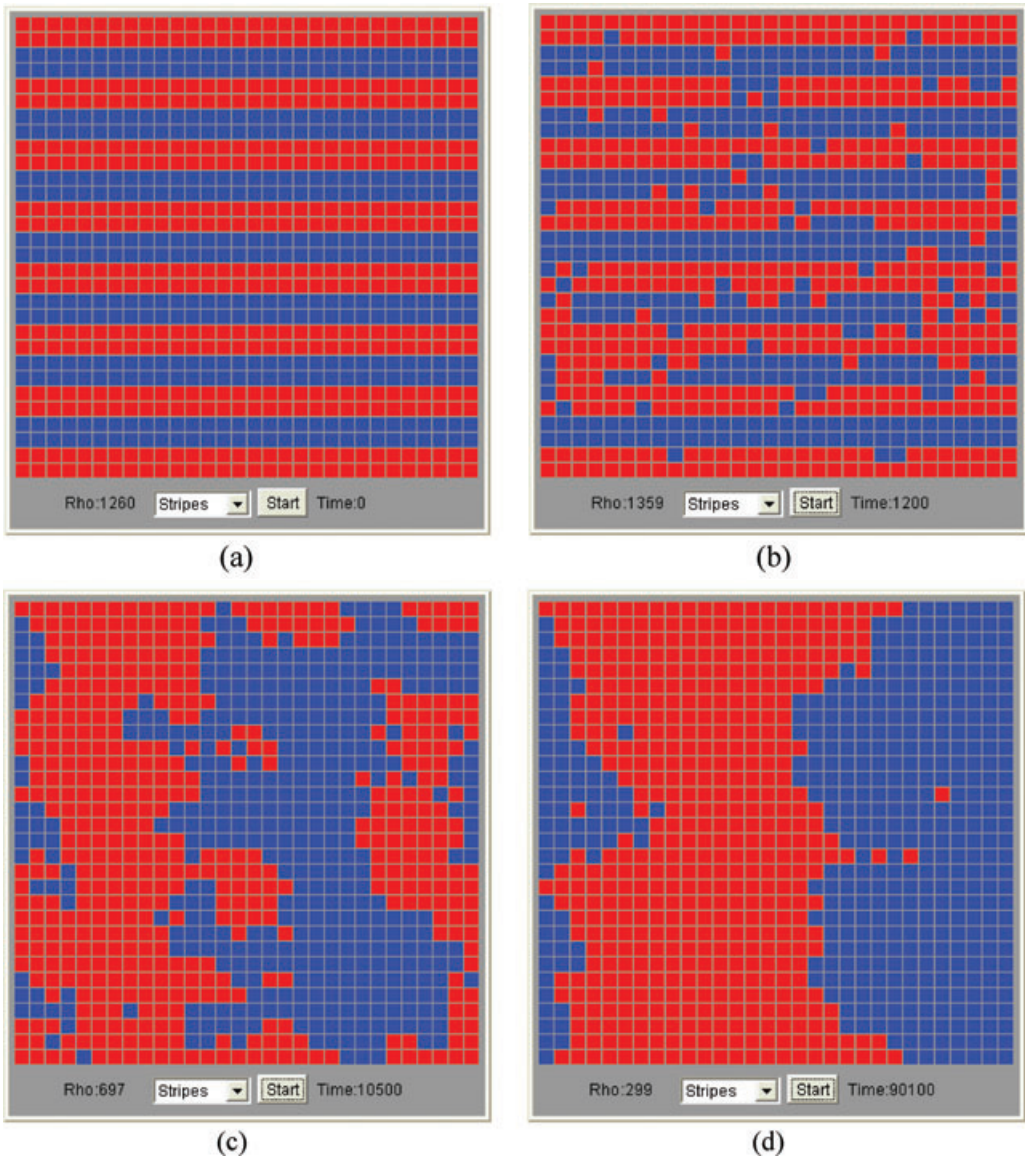 Rho:1260 Stripes Start Time:0
(a)
Rho:1359 Stripes Start Time:1200
(b)
Rho:697 Stripes Start Time:10500
(c)
Rho:299 Stripes Start Time:90100
(d)